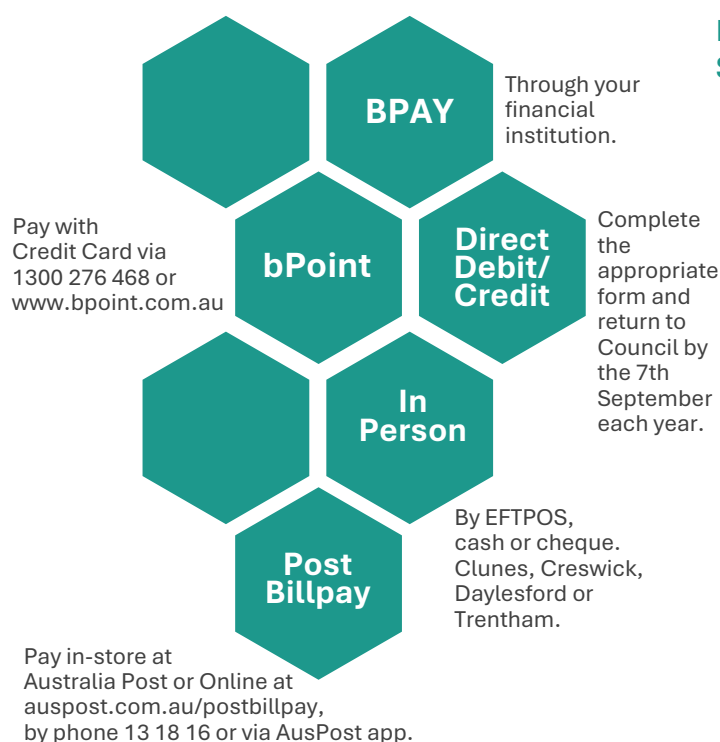 BPAY
Through your
financial
institution.
Pay with
Credit Card via
1300 276 468 or
www.bpoint.com.au
bPoint
Direct
Debit/
Credit
Complete
the
appropriate
form and
return to
Council by
the 7th
September
each year.
In
Person
By EFTPOS,
cash or cheque.
Clunes, Creswick,
Daylesford or
Trentham.
Post
Billpay
Pay in-store at
Australia Post or Online at
auspost.com.au/postbillpay,
by phone 13 18 16 or via AusPost app.